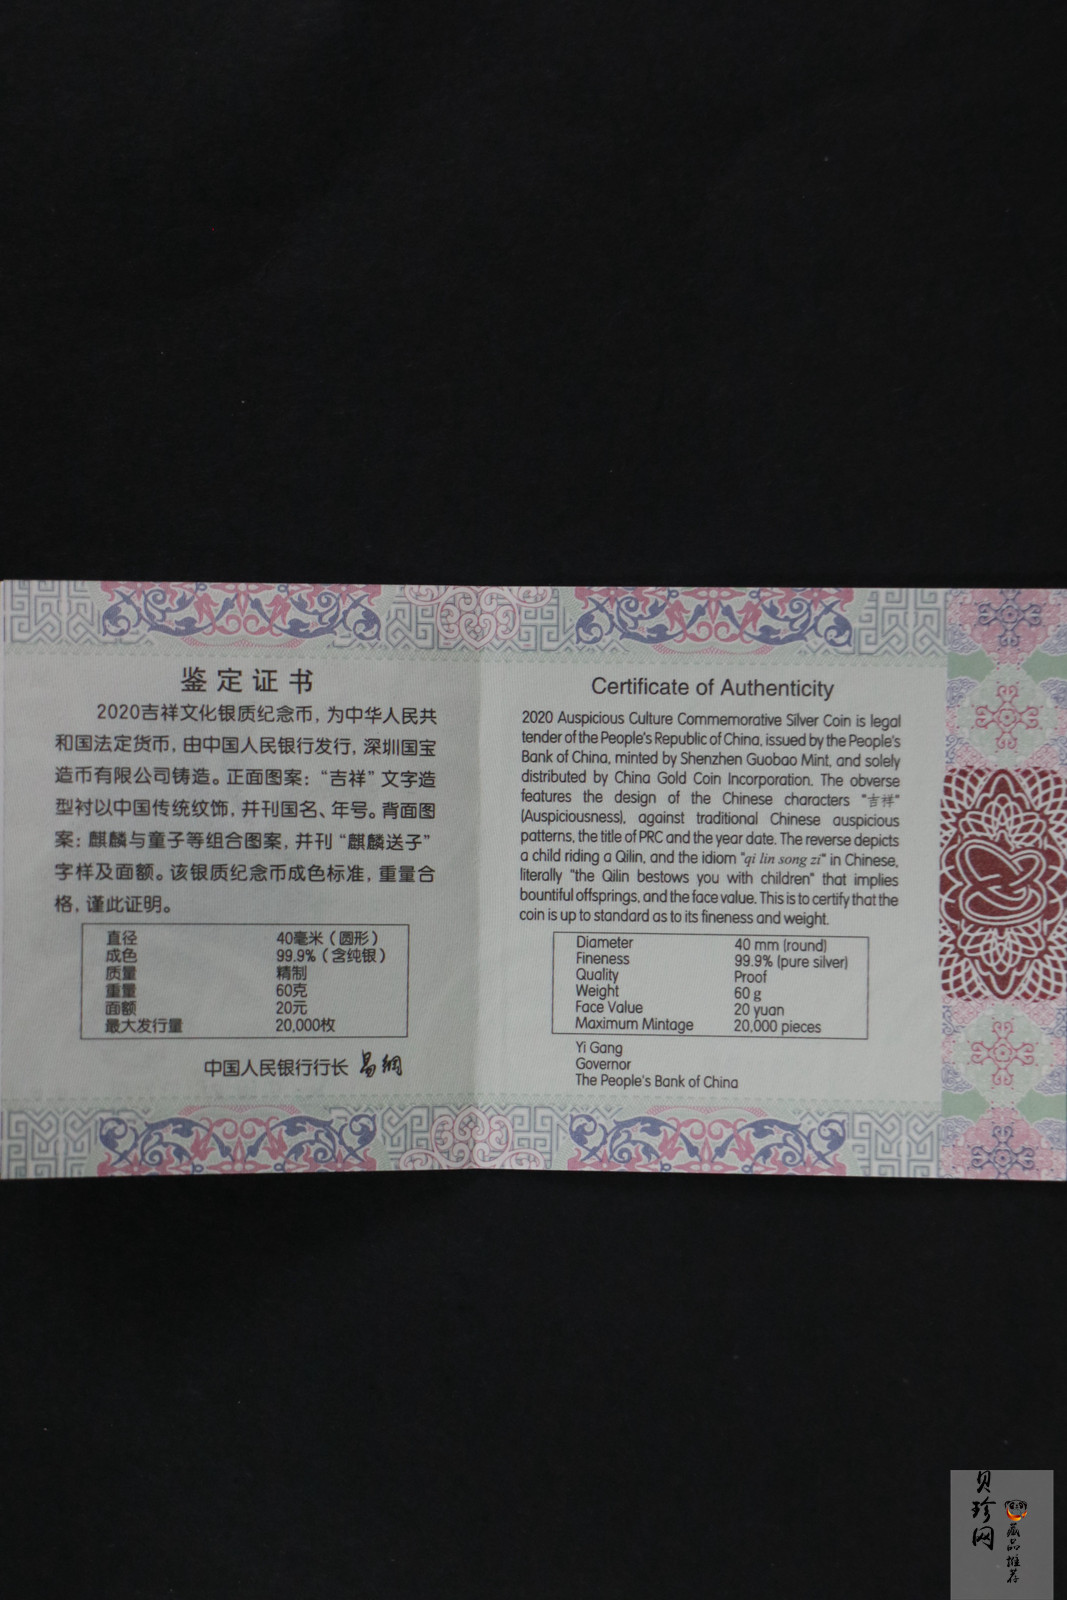 鉴定证书
2020吉祥文化银质纪念币，为中华人民共
和国法定货币，由中国人民银行发行，深圳国宝
造币有限公司铸造。正面图案：“吉祥”文字造
型衬以中国传统纹饰，并刊国名、年号。背面图
案：麒麟与童子等组合图案，并刊“麒麟送子”
字样及面额。该银质纪念币成色标准，重量合
格，谨此证明。
直径 40毫米（圆形）
成色 99.9%（含纯银）
质量 精制
重量 60克
面额 20元
最大发行量 20,000枚
中国人民银行行长 易纲
Certificate of Authenticity
2020 Auspicious Culture Commemorative Silver Coin is legal
tender of the People's Republic of China, issued by the People's
Bank of China, minted by Shenzhen Guobao Mint, and solely
distributed by China Gold Coin Incorporation. The obverse
features the design of the Chinese characters "吉祥"
(Auspiciousness), against traditional Chinese auspicious
patterns, the title of PRC and the year date. The reverse depicts
a child riding a Qilin, and the idiom "qi lin song zi" in Chinese,
literally "the Qilin bestows you with children" that implies
bountiful offsprings, and the face value. This is to certify that the
coin is up to standard as to its fineness and weight.
Diameter 40 mm (round)
Fineness 99.9% (pure silver)
Quality Proof
Weight 60 g
Face Value 20 yuan
Maximum Mintage 20,000 pieces
Yi Gang
Governor
The People's Bank of China
贝珍网
藏品推荐